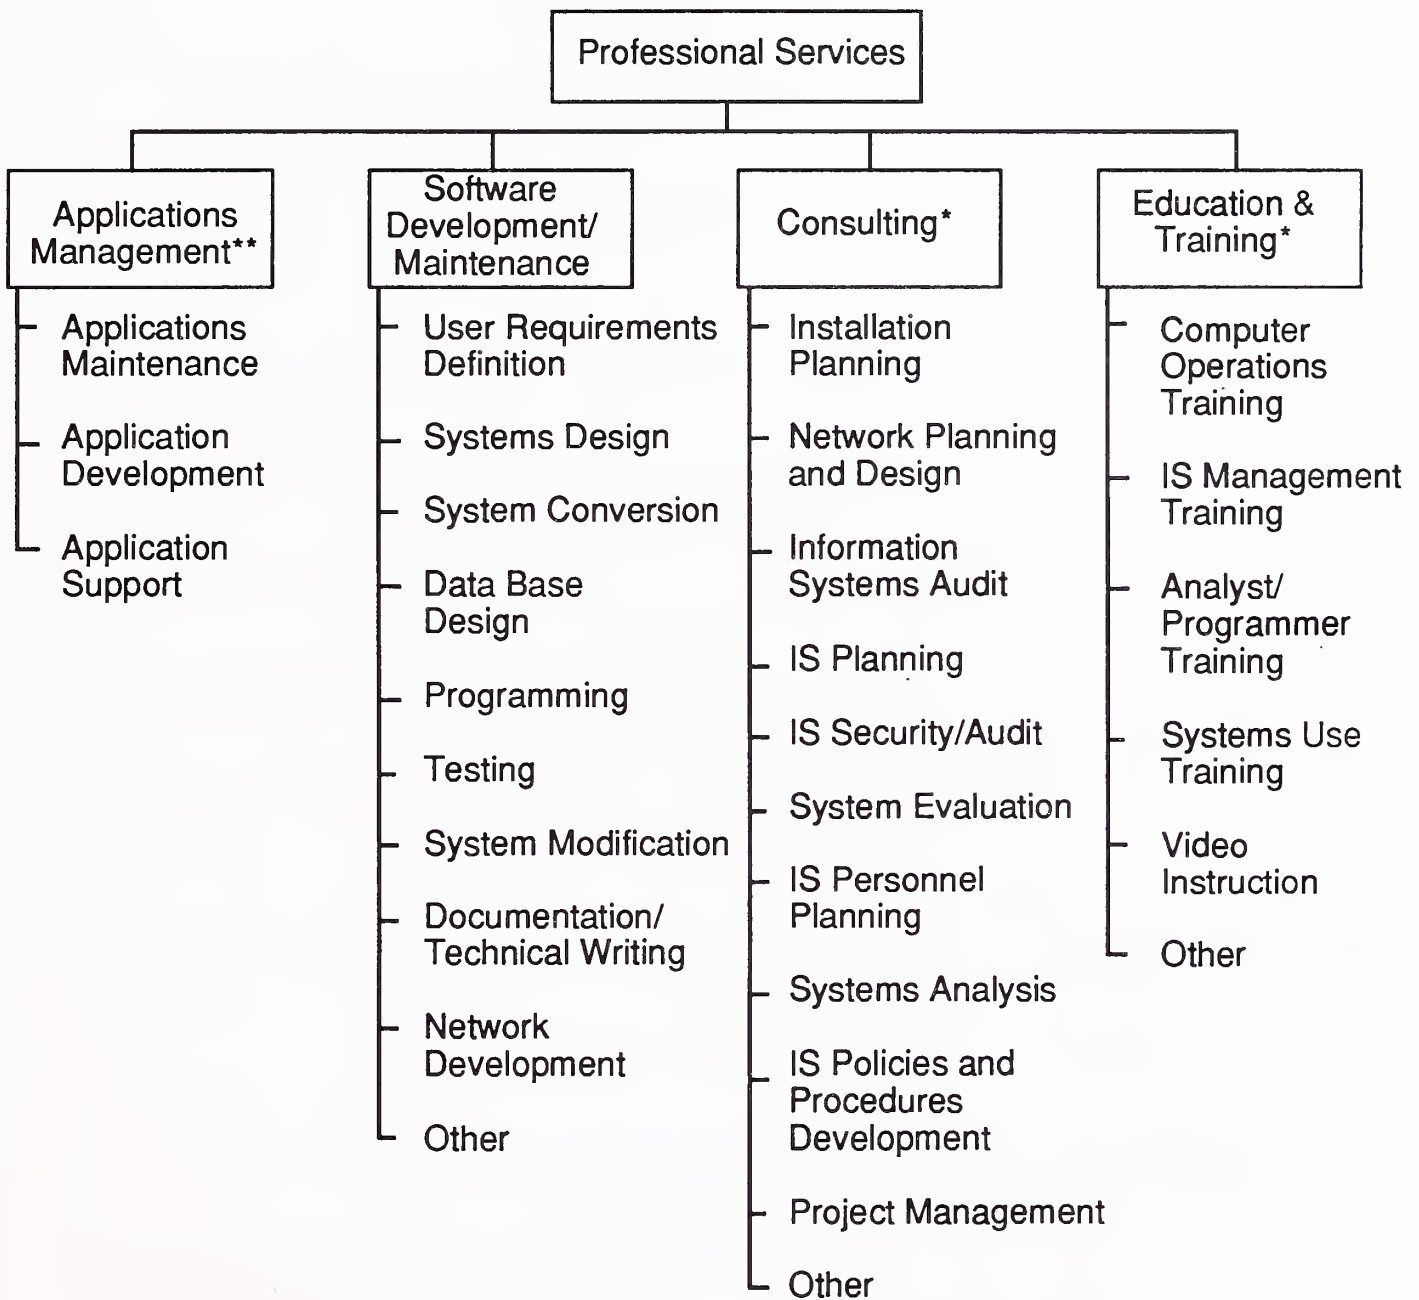 Professional Services
Applications
Management**
Applications
Maintenance
Application
Development
Application
Support
Software
Development/
Maintenance
User Requirements
Definition
Systems Design
System Conversion
Data Base
Design
Programming
Testing
System Modification
Documentation/
Technical Writing
Network
Development
Other
Consulting*
Installation
Planning
Network Planning
and Design
Information
Systems Audit
IS Planning
IS Security/Audit
System Evaluation
IS Personnel
Planning
Systems Analysis
IS Policies and
Procedures
Development
Project Management
Other
Education &
Training*
Computer
Operations
Training
IS Management
Training
Analyst/
Programmer
Training
Systems Use
Training
Video
Instruction
Other